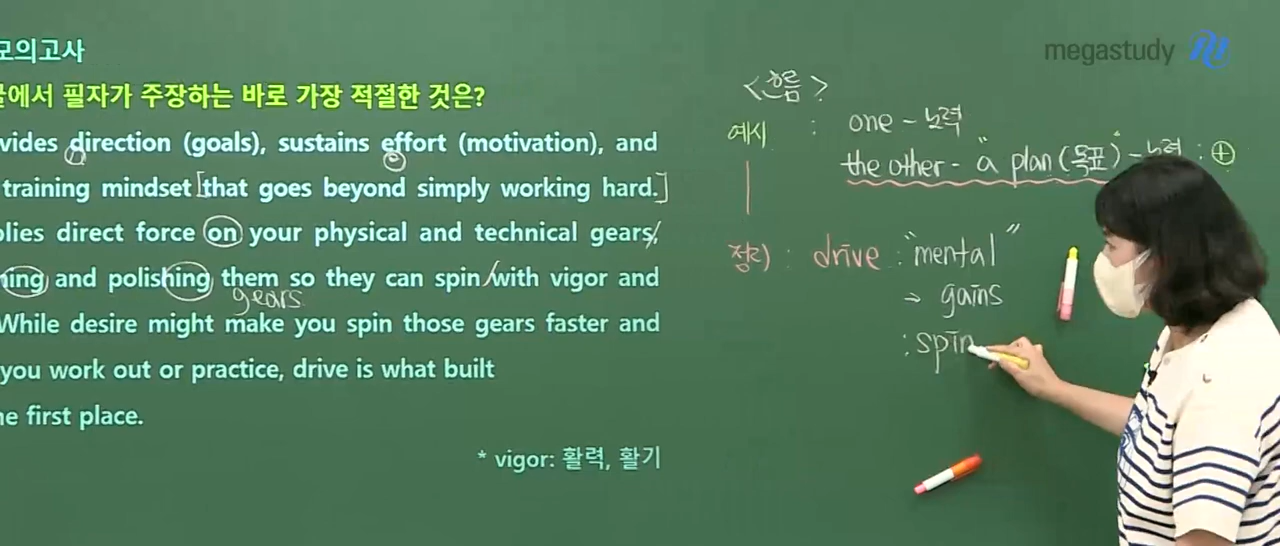 모의고사
megastudy
글에서 필자가 주장하는 바로 가장 적절한 것은?
vides direction (goals), sustains effort (motivation), and
training mindset [that goes beyond simply working hard.]
plies direct force on your physical and technical gears,
ning and polishing them so they can spin with vigor and
gears
While desire might make you spin those gears faster and
you work out or practice, drive is what built
he first place.
* vigor: 활력, 활기
<흐름>
예시 : one - 노력
the other - "a plan(목표)" - 노력 : ⊕
정리) : drive : "mental"
→ gains
: spin